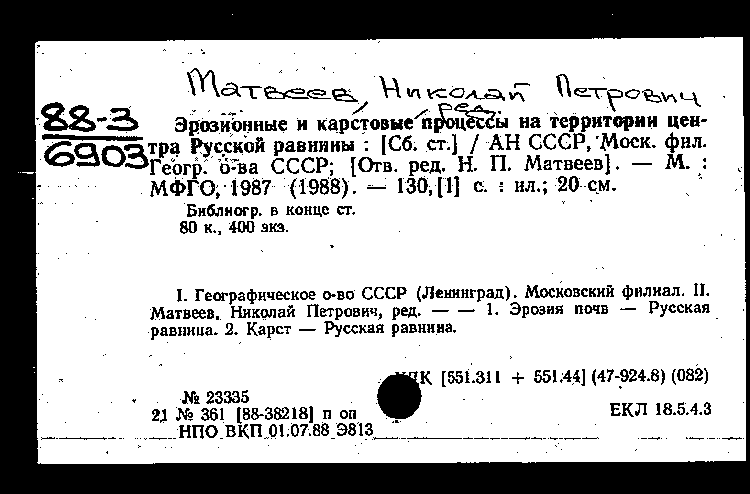 Матвеев, Николай Петрович
ред.
88-3
6903
Эрозионные и карстовые процессы на территории цен-
тра Русской равнины : [Сб. ст.] / АН СССР, Моск. фил.
Геогр. о-ва СССР; [Отв. ред. Н. П. Матвеев]. — М. :
МФГО, 1987 (1988). — 130,[1] с. : ил.; 20 см.
Библиогр. в конце ст.
80 к., 400 экз.
I. Географическое о-во СССР (Ленинград). Московский филиал. II.
Матвеев, Николай Петрович, ред. — — 1. Эрозия почв — Русская
равнина. 2. Карст — Русская равнина.
УДК [551.311 + 551.44] (47-924.8) (082)
№ 23335
21 № 361 [88-38218] п оп
ЕКЛ 18.5.4.3
НПО ВКП 01.07.88 Э813